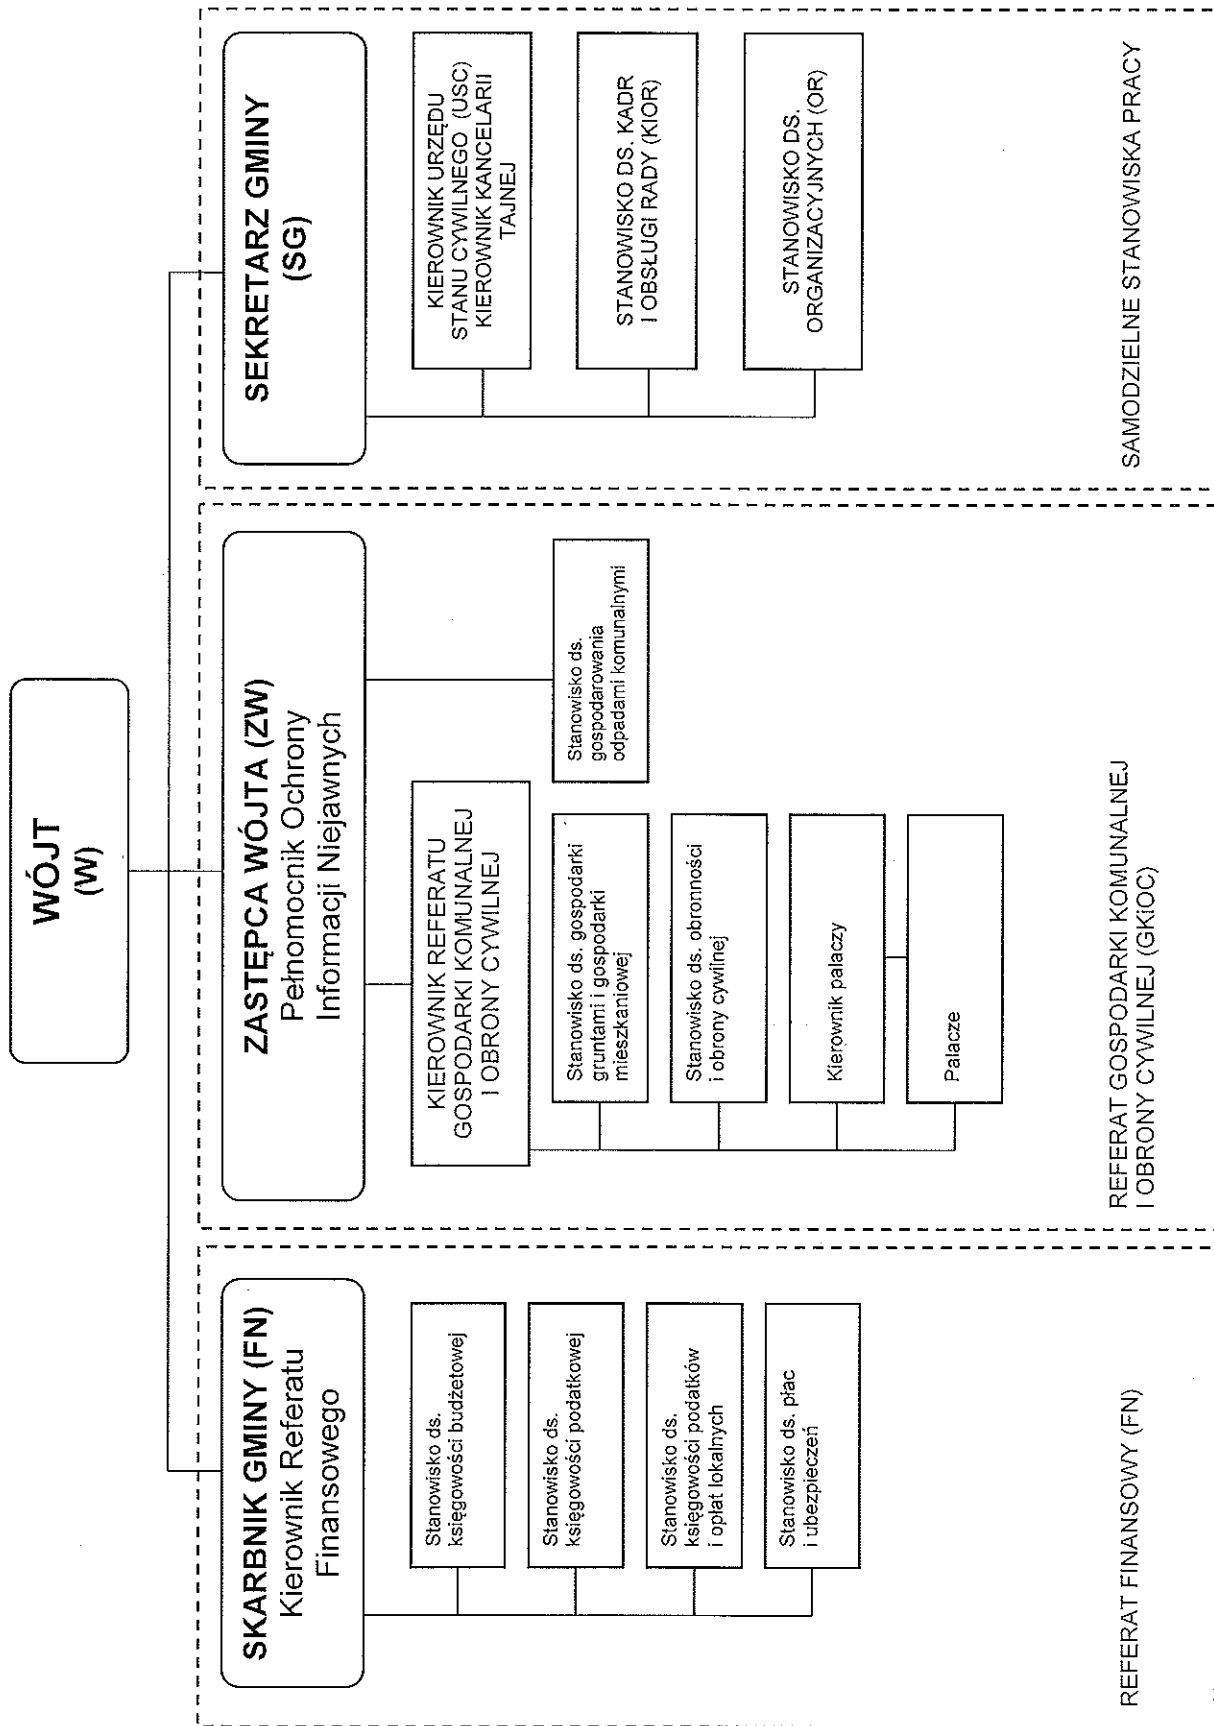 WÓJT
(W)
SKARBNIK GMINY (FN)
Kierownik Referatu
Finansowego
Stanowisko ds.
księgowości budżetowej
Stanowisko ds.
księgowości podatkowej
Stanowisko ds.
księgowości podatków
i opłat lokalnych
Stanowisko ds. płac
i ubezpieczeń
REFERAT FINANSOWY (FN)
ZASTĘPCA WÓJTA (ZW)
Pełnomocnik Ochrony
Informacji Niejawnych
KIEROWNIK REFERATU
GOSPODARKI KOMUNALNEJ
I OBRONY CYWILNEJ
Stanowisko ds. gospodarki
gruntami i gospodarki
mieszkaniowej
Stanowisko ds. obronności
i obrony cywilnej
Kierownik palaczy
Palacze
Stanowisko ds.
gospodarowania
odpadami komunalnymi
REFERAT GOSPODARKI KOMUNALNEJ
I OBRONY CYWILNEJ (GKiOC)
SEKRETARZ GMINY
(SG)
KIEROWNIK URZĘDU
STANU CYWILNEGO (USC)
KIEROWNIK KANCELARII
TAJNEJ
STANOWISKO DS. KADR
I OBSŁUGI RADY (KIOR)
STANOWISKO DS.
ORGANIZACYJNYCH (OR)
SAMODZIELNE STANOWISKA PRACY